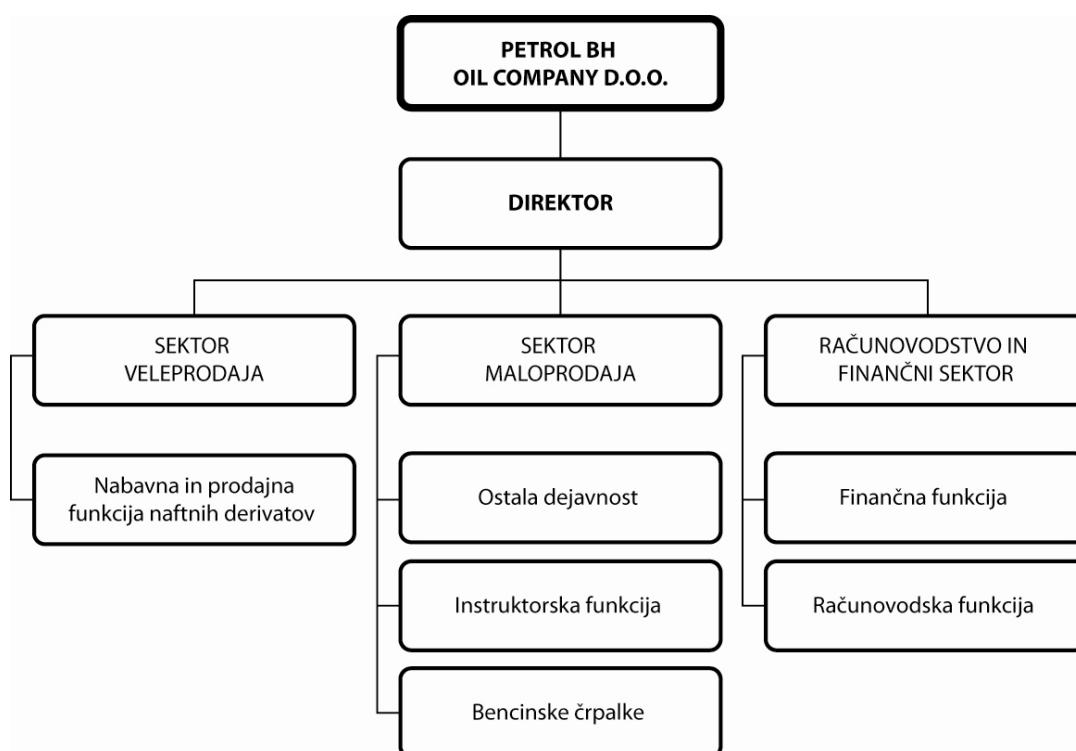 PETROL BH
OIL COMPANY D.O.O.
DIREKTOR
SEKTOR
VELEPRODAJA
SEKTOR
MALOPRODAJA
RAČUNOVODSTVO IN
FINANČNI SEKTOR
Nabavna in prodajna
funkcija naftnih derivatov
Ostala dejavnost
Finančna funkcija
Instruktorska funkcija
Računovodska funkcija
Bencinske črpalke